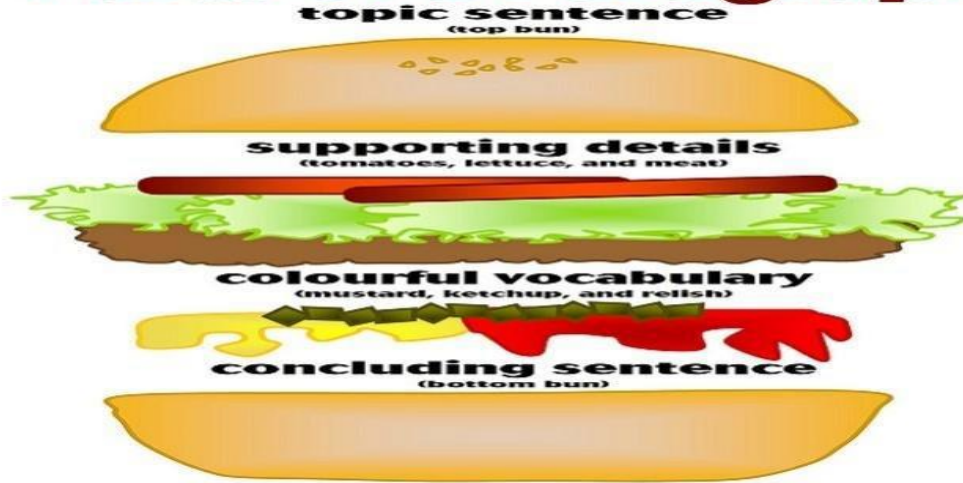 topic sentence
(top bun)
supporting details
(tomatoes, lettuce, and meat)
colourful vocabulary
(mustard, ketchup, and relish)
concluding sentence
(bottom bun)